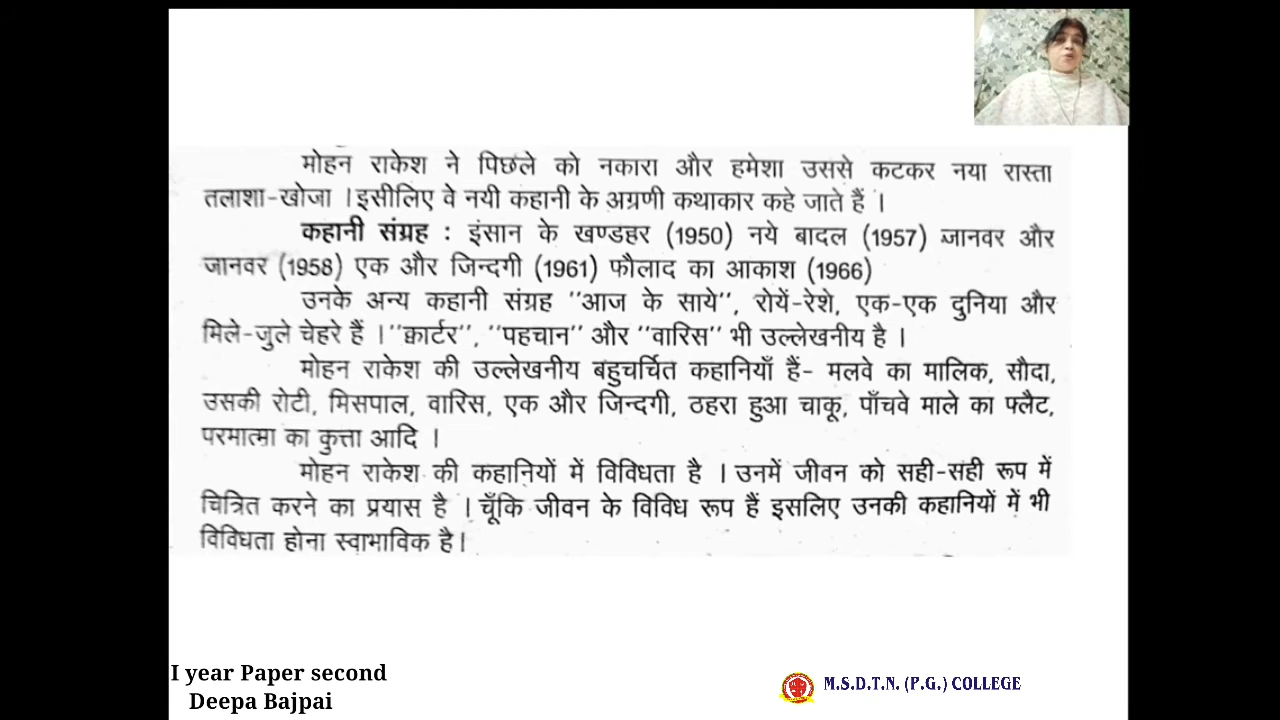 मोहन राकेश ने पिछले को नकारा और हमेशा उससे कटकर नया रास्ता
तलाशा-खोजा । इसीलिए वे नयी कहानी के अग्रणी कथाकार कहे जाते हैं ।
कहानी संग्रह : इंसान के खण्डहर (1950) नये बादल (1957) जानवर और
जानवर (1958) एक और जिन्दगी (1961) फौलाद का आकाश (1966)
उनके अन्य कहानी संग्रह ''आज के साये'', रोयें-रेशे, एक-एक दुनिया और
मिले-जुले चेहरे हैं । ''क्वार्टर'', ''पहचान'' और ''वारिस'' भी उल्लेखनीय है ।
मोहन राकेश की उल्लेखनीय बहुचर्चित कहानियाँ हैं- मलवे का मालिक, सौदा,
उसकी रोटी, मिसपाल, वारिस, एक और जिन्दगी, ठहरा हुआ चाकू, पाँचवे माले का फ्लैट,
परमात्मा का कुत्ता आदि ।
मोहन राकेश की कहानियों में विविधता है । उनमें जीवन को सही-सही रूप में
चित्रित करने का प्रयास है । चूँकि जीवन के विविध रूप हैं इसलिए उनकी कहानियों में भी
विविधता होना स्वाभाविक है।
I year Paper second
Deepa Bajpai
M.S.D.T.N. (P.G.) COLLEGE